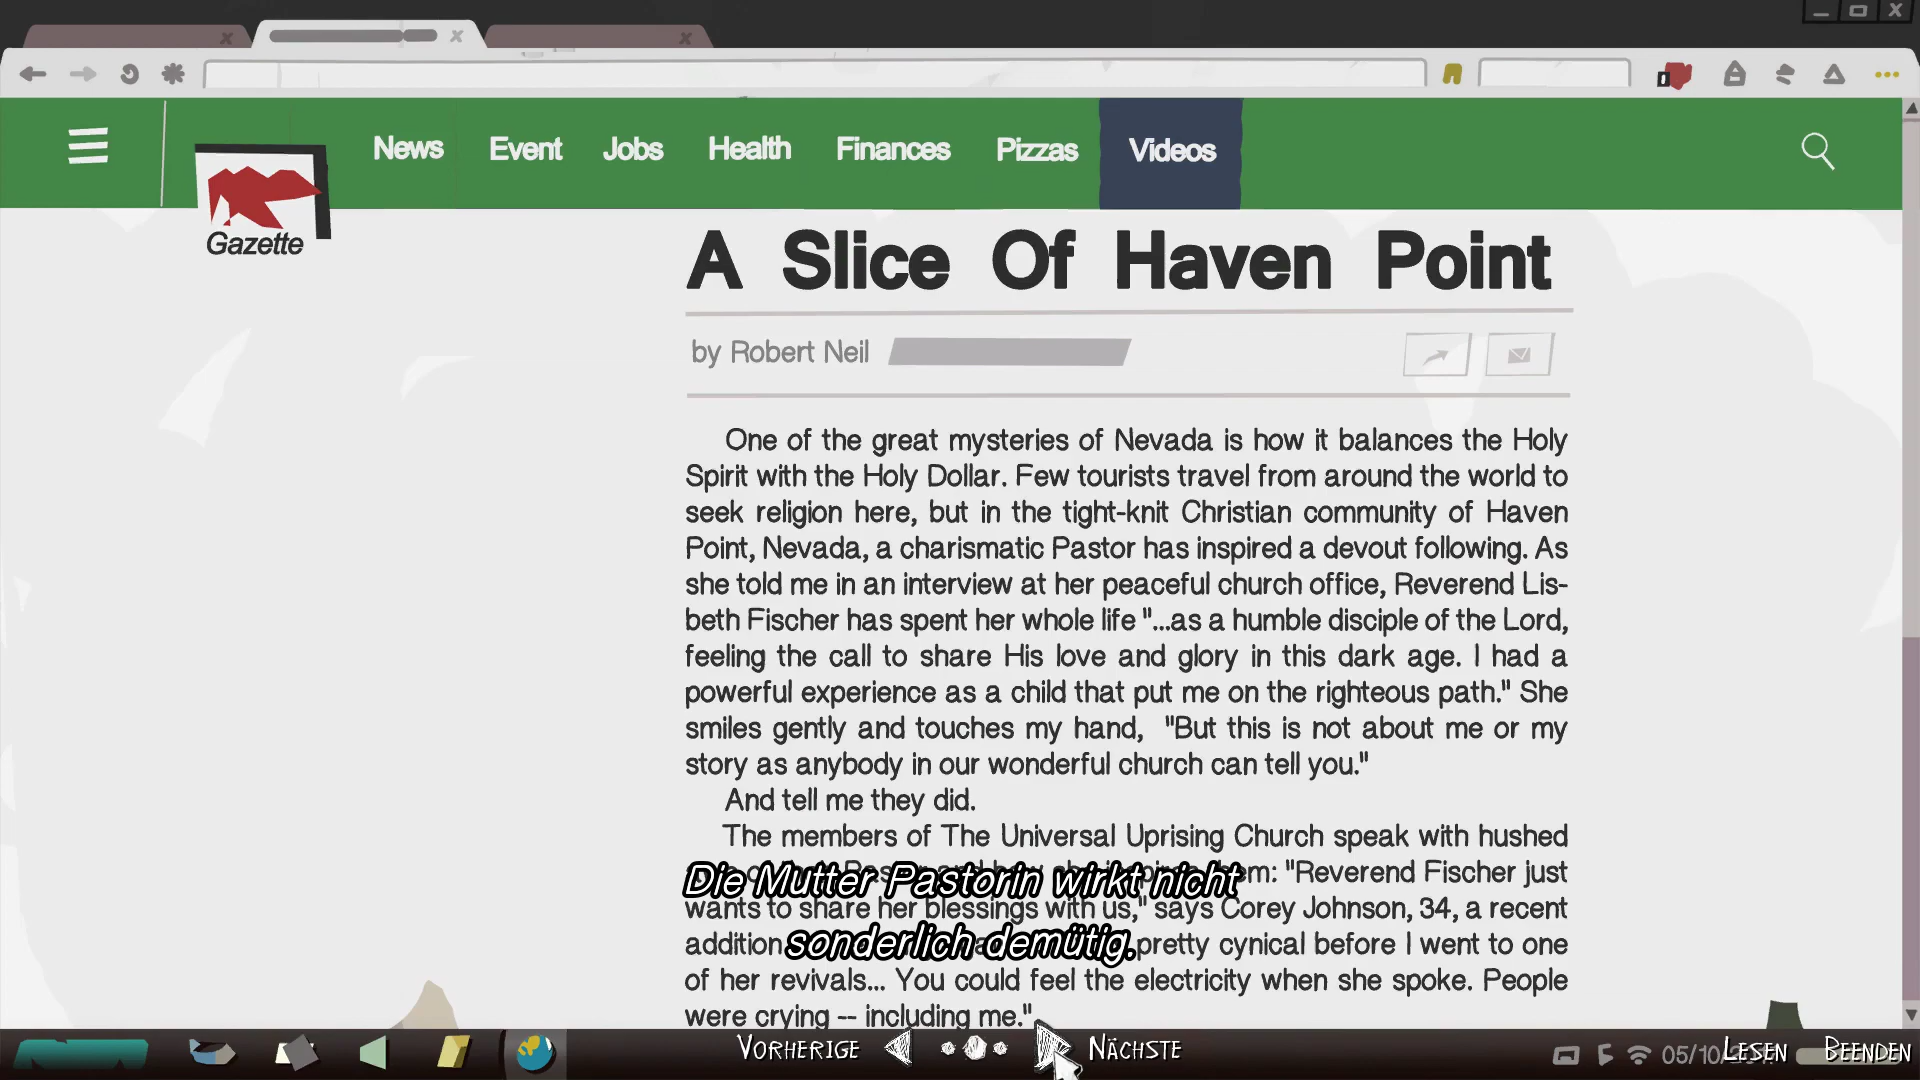 News Event Jobs Health Finances Pizzas Videos
Gazette
A Slice Of Haven Point
by Robert Neil
One of the great mysteries of Nevada is how it balances the Holy
Spirit with the Holy Dollar. Few tourists travel from around the world to
seek religion here, but in the tight-knit Christian community of Haven
Point, Nevada, a charismatic Pastor has inspired a devout following. As
she told me in an interview at her peaceful church office, Reverend Lis-
beth Fischer has spent her whole life "...as a humble disciple of the Lord,
feeling the call to share His love and glory in this dark age. I had a
powerful experience as a child that put me on the righteous path." She
smiles gently and touches my hand, "But this is not about me or my
story as anybody in our wonderful church can tell you."
And tell me they did.
The members of The Universal Uprising Church speak with hushed
"Reverend Fischer just
Die Mutter Pastorin wirkt nicht
wants to share her blessings with us," says Corey Johnson, 34, a recent
addition pretty cynical before I went to one
sonderlich demütig.
of her revivals... You could feel the electricity when she spoke. People
were crying -- including me."
VORHERIGE NÄCHSTE
05/10 LESEN BEENDEN